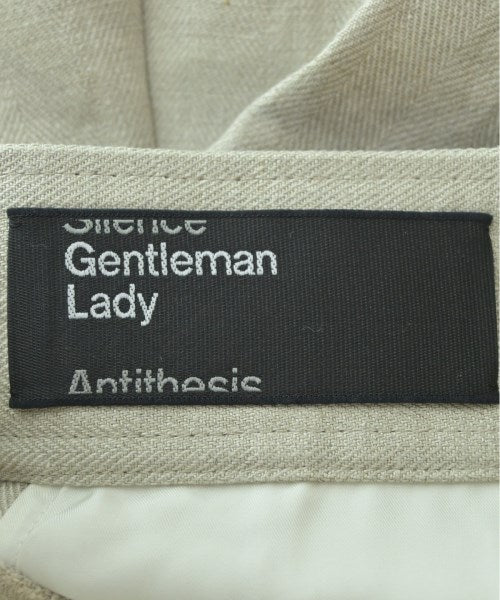 Silence
Gentleman
Lady
Antithesis